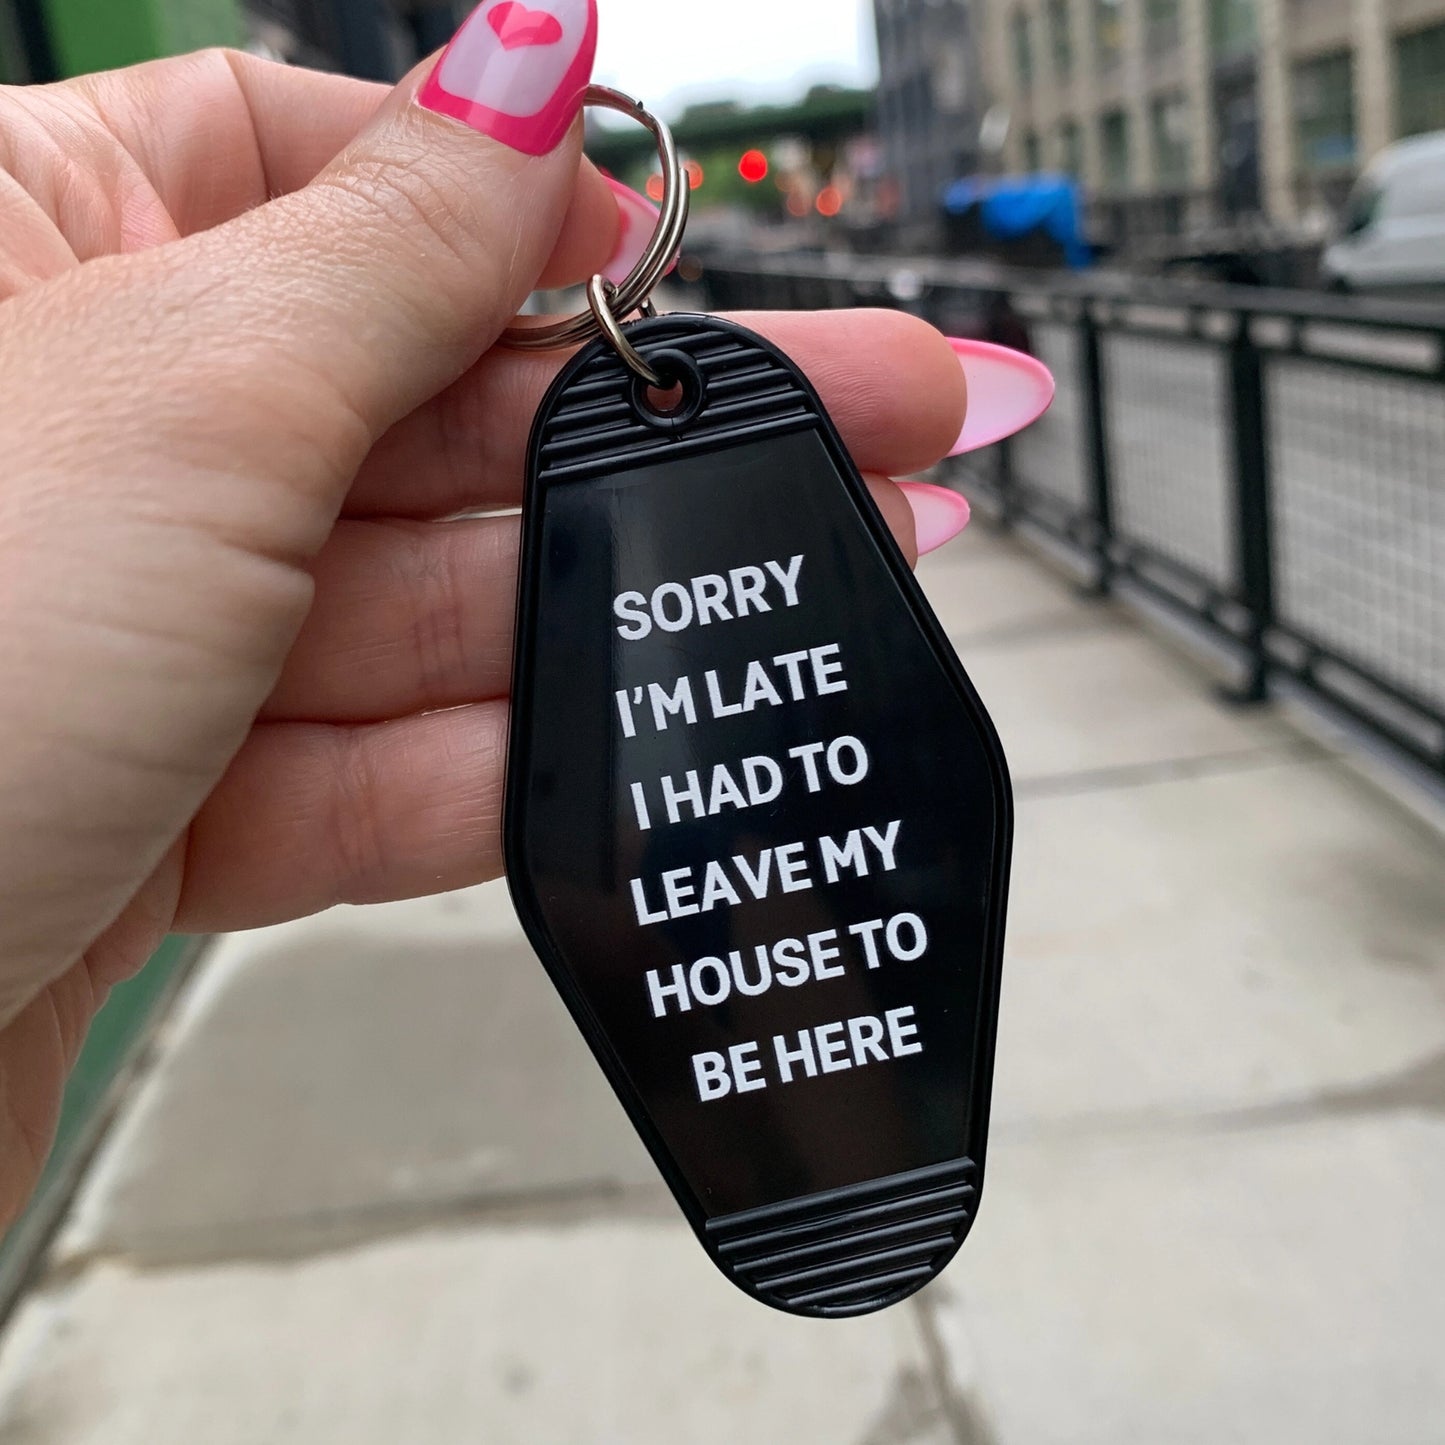 SORRY
I'M LATE
I HAD TO
LEAVE MY
HOUSE TO
BE HERE